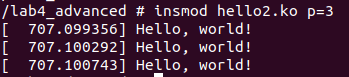 /lab4_advanced # insmod hello2.ko p=3
[  707.099356] Hello, world!
[  707.100292] Hello, world!
[  707.100743] Hello, world!